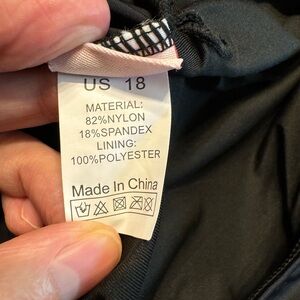 US 18
MATERIAL:
82%NYLON
18%SPANDEX
LINING:
100%POLYESTER
Made In China